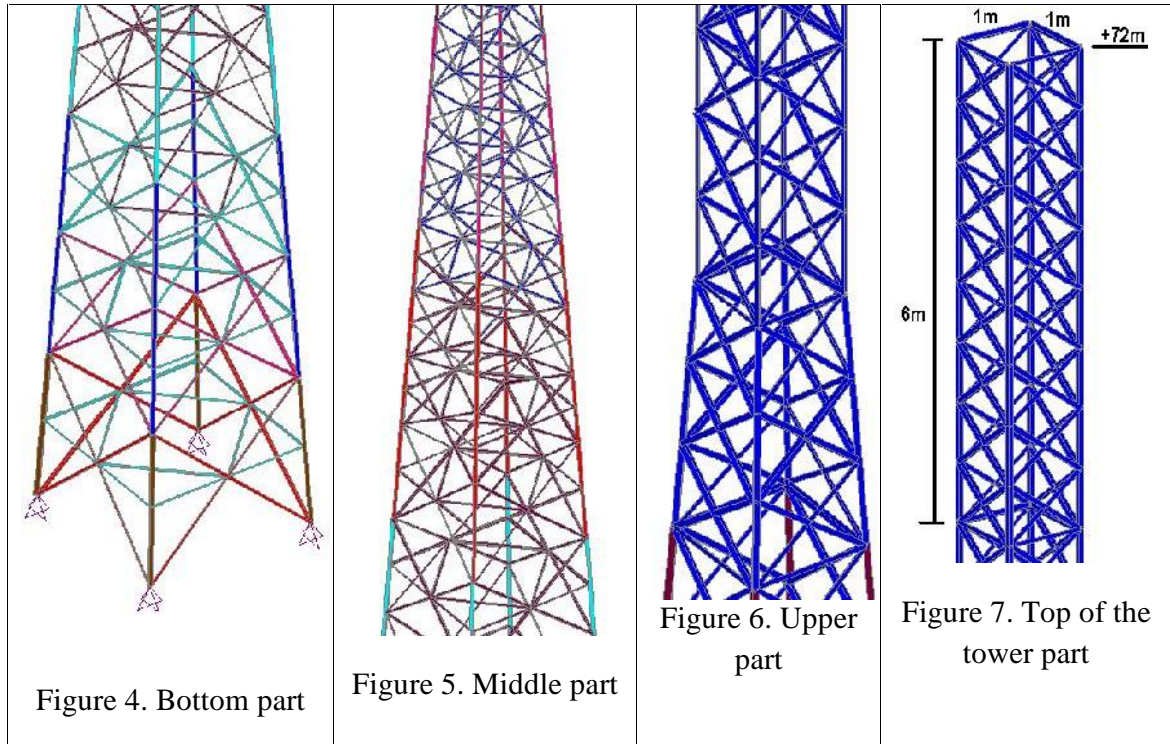 1m 1m
+72m
6m
Figure 4. Bottom part
Figure 5. Middle part
Figure 6. Upper
part
Figure 7. Top of the
tower part